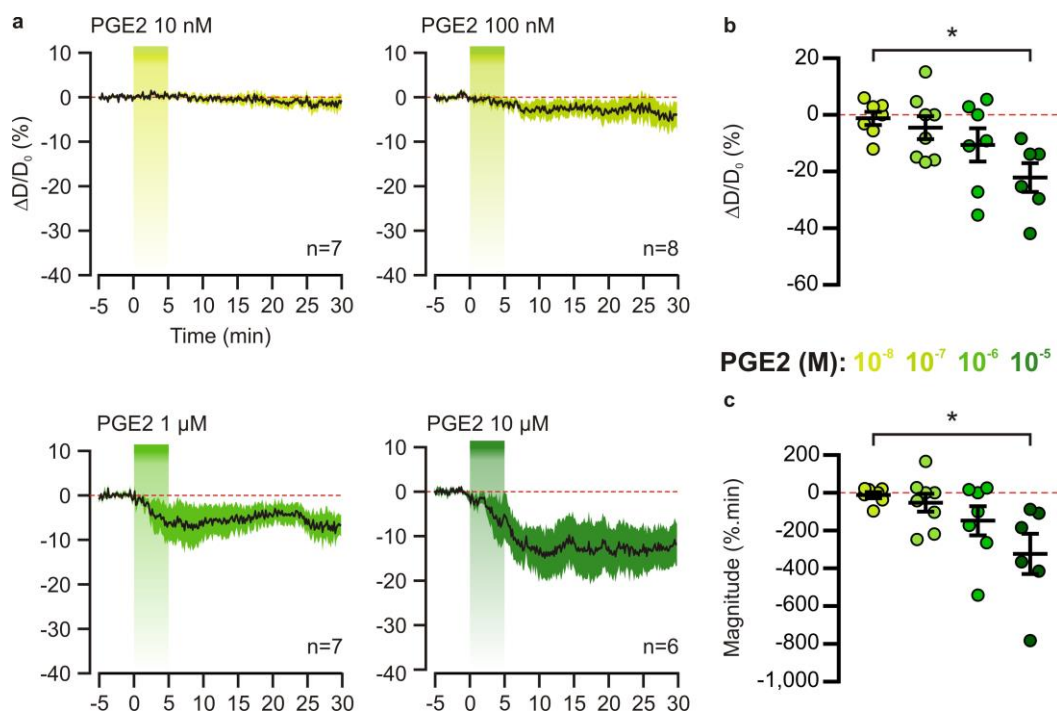 a
PGE2 10 nM
PGE2 100 nM
10
0
-10
-20
-30
-40
ΔD/D₀ (%)
n=7
-5 0 5 10 15 20 25 30
Time (min)
10
0
-10
-20
-30
-40
n=8
-5 0 5 10 15 20 25 30
PGE2 1 µM
PGE2 10 µM
10
0
-10
-20
-30
-40
n=7
-5 0 5 10 15 20 25 30
10
0
-10
-20
-30
-40
n=6
-5 0 5 10 15 20 25 30
b
*
20
0
-20
-40
-60
ΔD/D₀ (%)
PGE2 (M): 10⁻⁸ 10⁻⁷ 10⁻⁶ 10⁻⁵
c
*
200
0
-200
-400
-600
-800
-1,000
Magnitude (%.min)